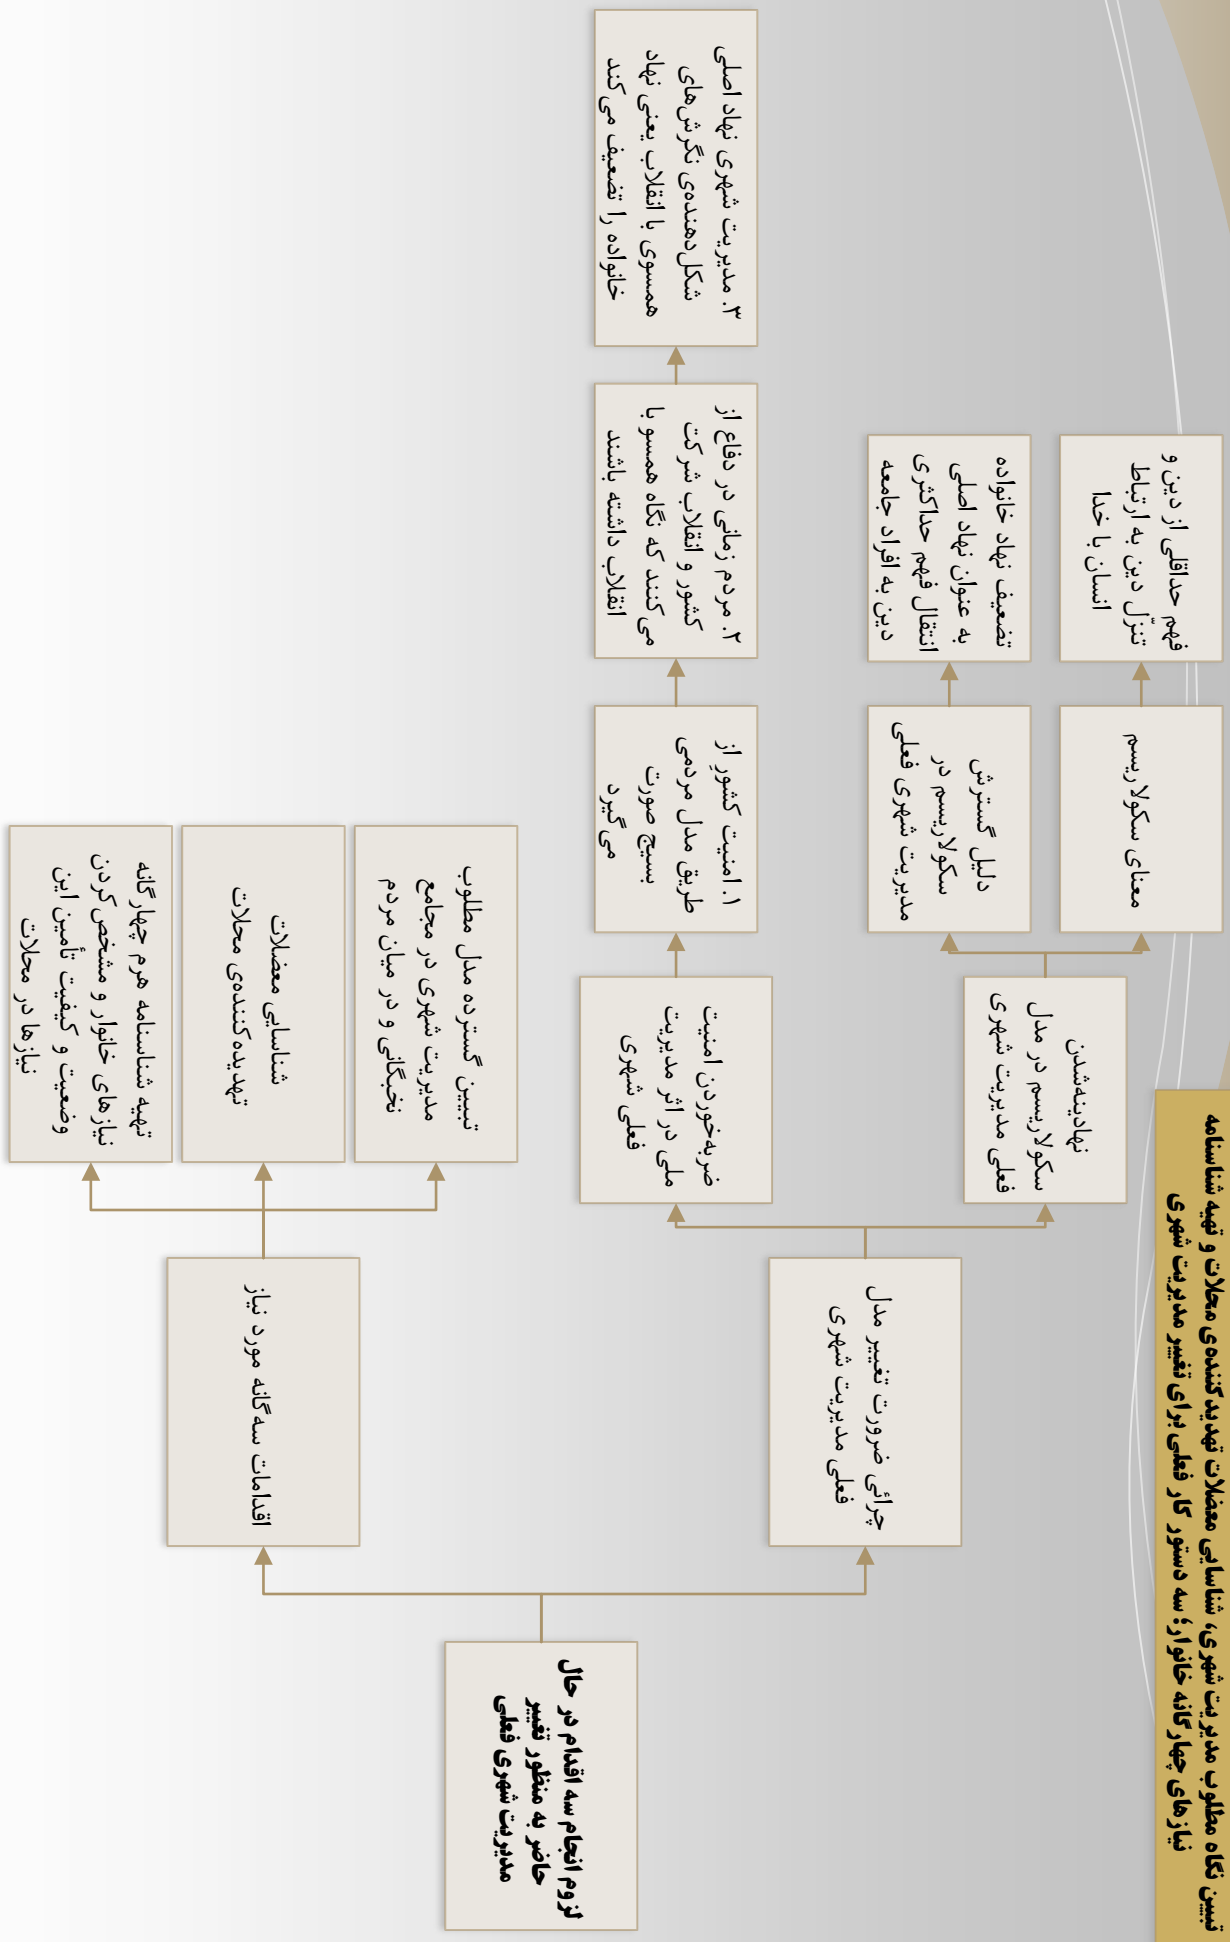 تبیین نگاه مطلوب مدیریت شهری، شناسایی معضلات تهدیدکننده‌ی محلات و تهیه شناسنامه
نیازهای چهارگانه خانوار؛ سه دستور کار فعلی برای تغییر مدیریت شهری
لزوم انجام سه اقدام در حال
حاضر به منظور تغییر
مدیریت شهری فعلی
چرائی ضرورت تغییر مدل
فعلی مدیریت شهری
نهادینه‌شدن
سکولاریسم در مدل
فعلی مدیریت شهری
معنای سکولاریسم
فهم حداقلی از دین و
تنزّل دین به ارتباط
انسان با خدا
دلیل گسترش
سکولاریسم در
مدیریت شهری فعلی
تضعیف نهاد خانواده
به عنوان نهاد اصلی
انتقال فهم حداکثری
دین به افراد جامعه
ضربه‌خوردن امنیت
ملی در اثر مدیریت
فعلی شهری
۱. امنیت کشورِ از
طریق مدل مردمی
بسیج صورت
می‌گیرد
۲. مردم زمانی در دفاع از
کشور و انقلاب شرکت
می‌کنند که نگاه همسو با
انقلاب داشته باشند
۳. مدیریت شهری نهاد اصلی
شکل‌دهنده‌ی نگرش‌های
همسوی با انقلاب یعنی نهاد
خانواده را تضعیف می‌کند
اقدامات سه‌گانه مورد نیاز
تبیین گسترده مدل مطلوب
مدیریت شهری در مجامع
نخبگانی و در میان مردم
شناسایی معضلات
تهدیدکننده‌ی محلات
تهیه شناسنامه هرم چهارگانه
نیازهای خانوار و مشخص‌کردن
وضعیت و کیفیت تأمین این
نیازها در محلات